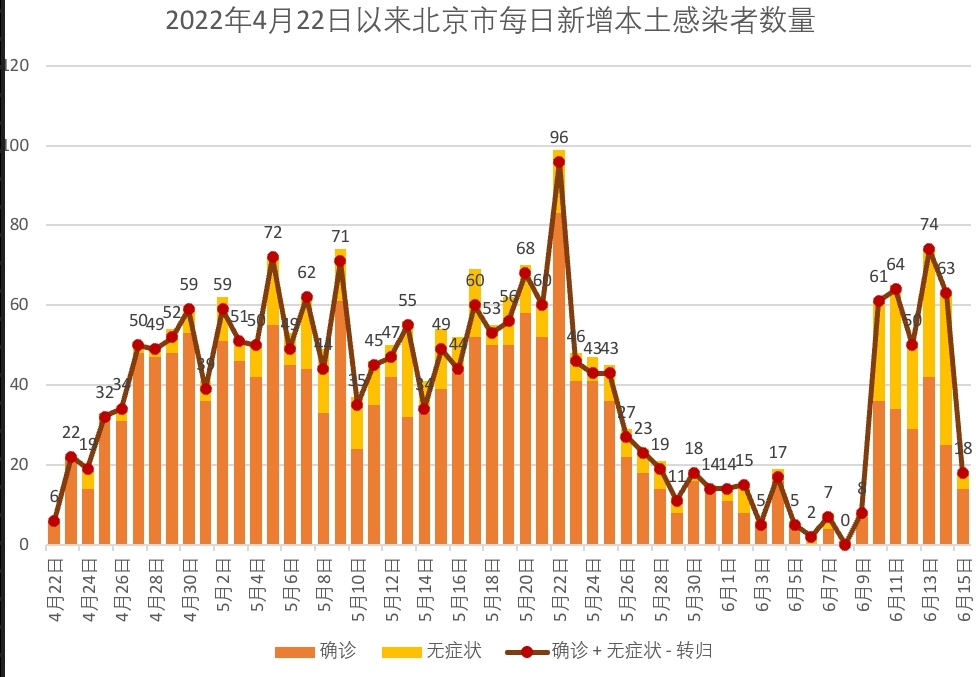 2022年4月22日以来北京市每日新增本土感染者数量
120
100
80
60
40
20
0
6
22
19
32
34
50
49
52
59
39
59
51
50
72
49
62
44
71
35
45
47
55
34
49
44
60
53
56
68
60
96
46
43
43
27
23
19
11
18
14
14
15
5
17
5
2
7
0
8
61
64
50
74
63
18
4月22日
4月24日
4月26日
4月28日
4月30日
5月2日
5月4日
5月6日
5月8日
5月10日
5月12日
5月14日
5月16日
5月18日
5月20日
5月22日
5月24日
5月26日
5月28日
5月30日
6月1日
6月3日
6月5日
6月7日
6月9日
6月11日
6月13日
6月15日
确诊 无症状 确诊 + 无症状 - 转归